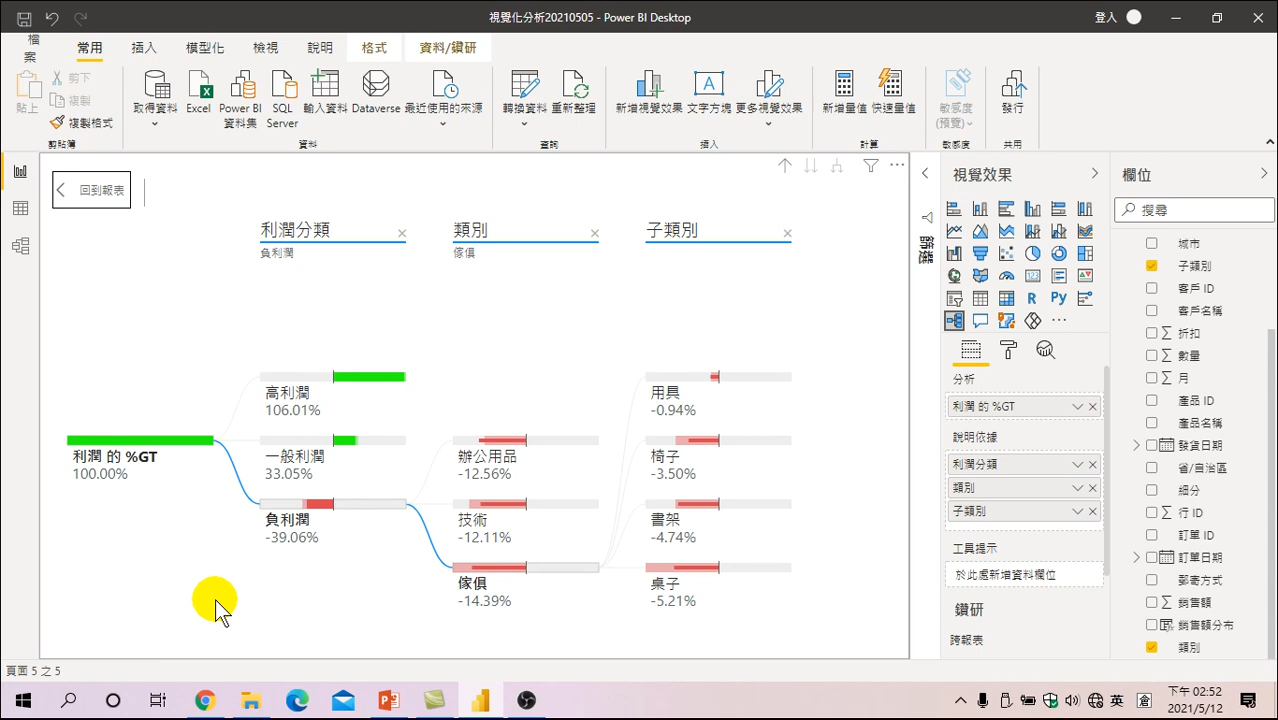 視覺化分析20210505 - Power BI Desktop
登入
檔案
常用
插入
模型化
檢視
說明
格式
資料/鑽研
貼上
剪下
複製
複製格式
剪貼簿
取得資料
Excel
Power BI
資料集
SQL
Server
輸入資料
Dataverse
最近使用的來源
資料
轉換資料
重新整理
查詢
新增視覺效果
文字方塊
更多視覺效果
插入
新增量值
快速量值
計算
敏感度
(預覽)
敏感度
發行
共用
回到報表
利潤分類
負利潤
類別
傢俱
子類別
利潤 的 %GT
100.00%
高利潤
106.01%
一般利潤
33.05%
負利潤
-39.06%
辦公用品
-12.56%
技術
-12.11%
傢俱
-14.39%
用具
-0.94%
椅子
-3.50%
書架
-4.74%
桌子
-5.21%
篩選
視覺效果
R
Py
123
分析
利潤 的 %GT
說明依據
利潤分類
類別
子類別
工具提示
於此處新增資料欄位
鑽研
跨報表
欄位
搜尋
城市
子類別
客戶 ID
客戶名稱
折扣
數量
月
產品 ID
產品名稱
發貨日期
省/自治區
細分
行 ID
訂單 ID
訂單日期
郵寄方式
銷售額
銷售額分布
類別
頁面 5 之 5
英
倉
下午 02:52
2021/5/12